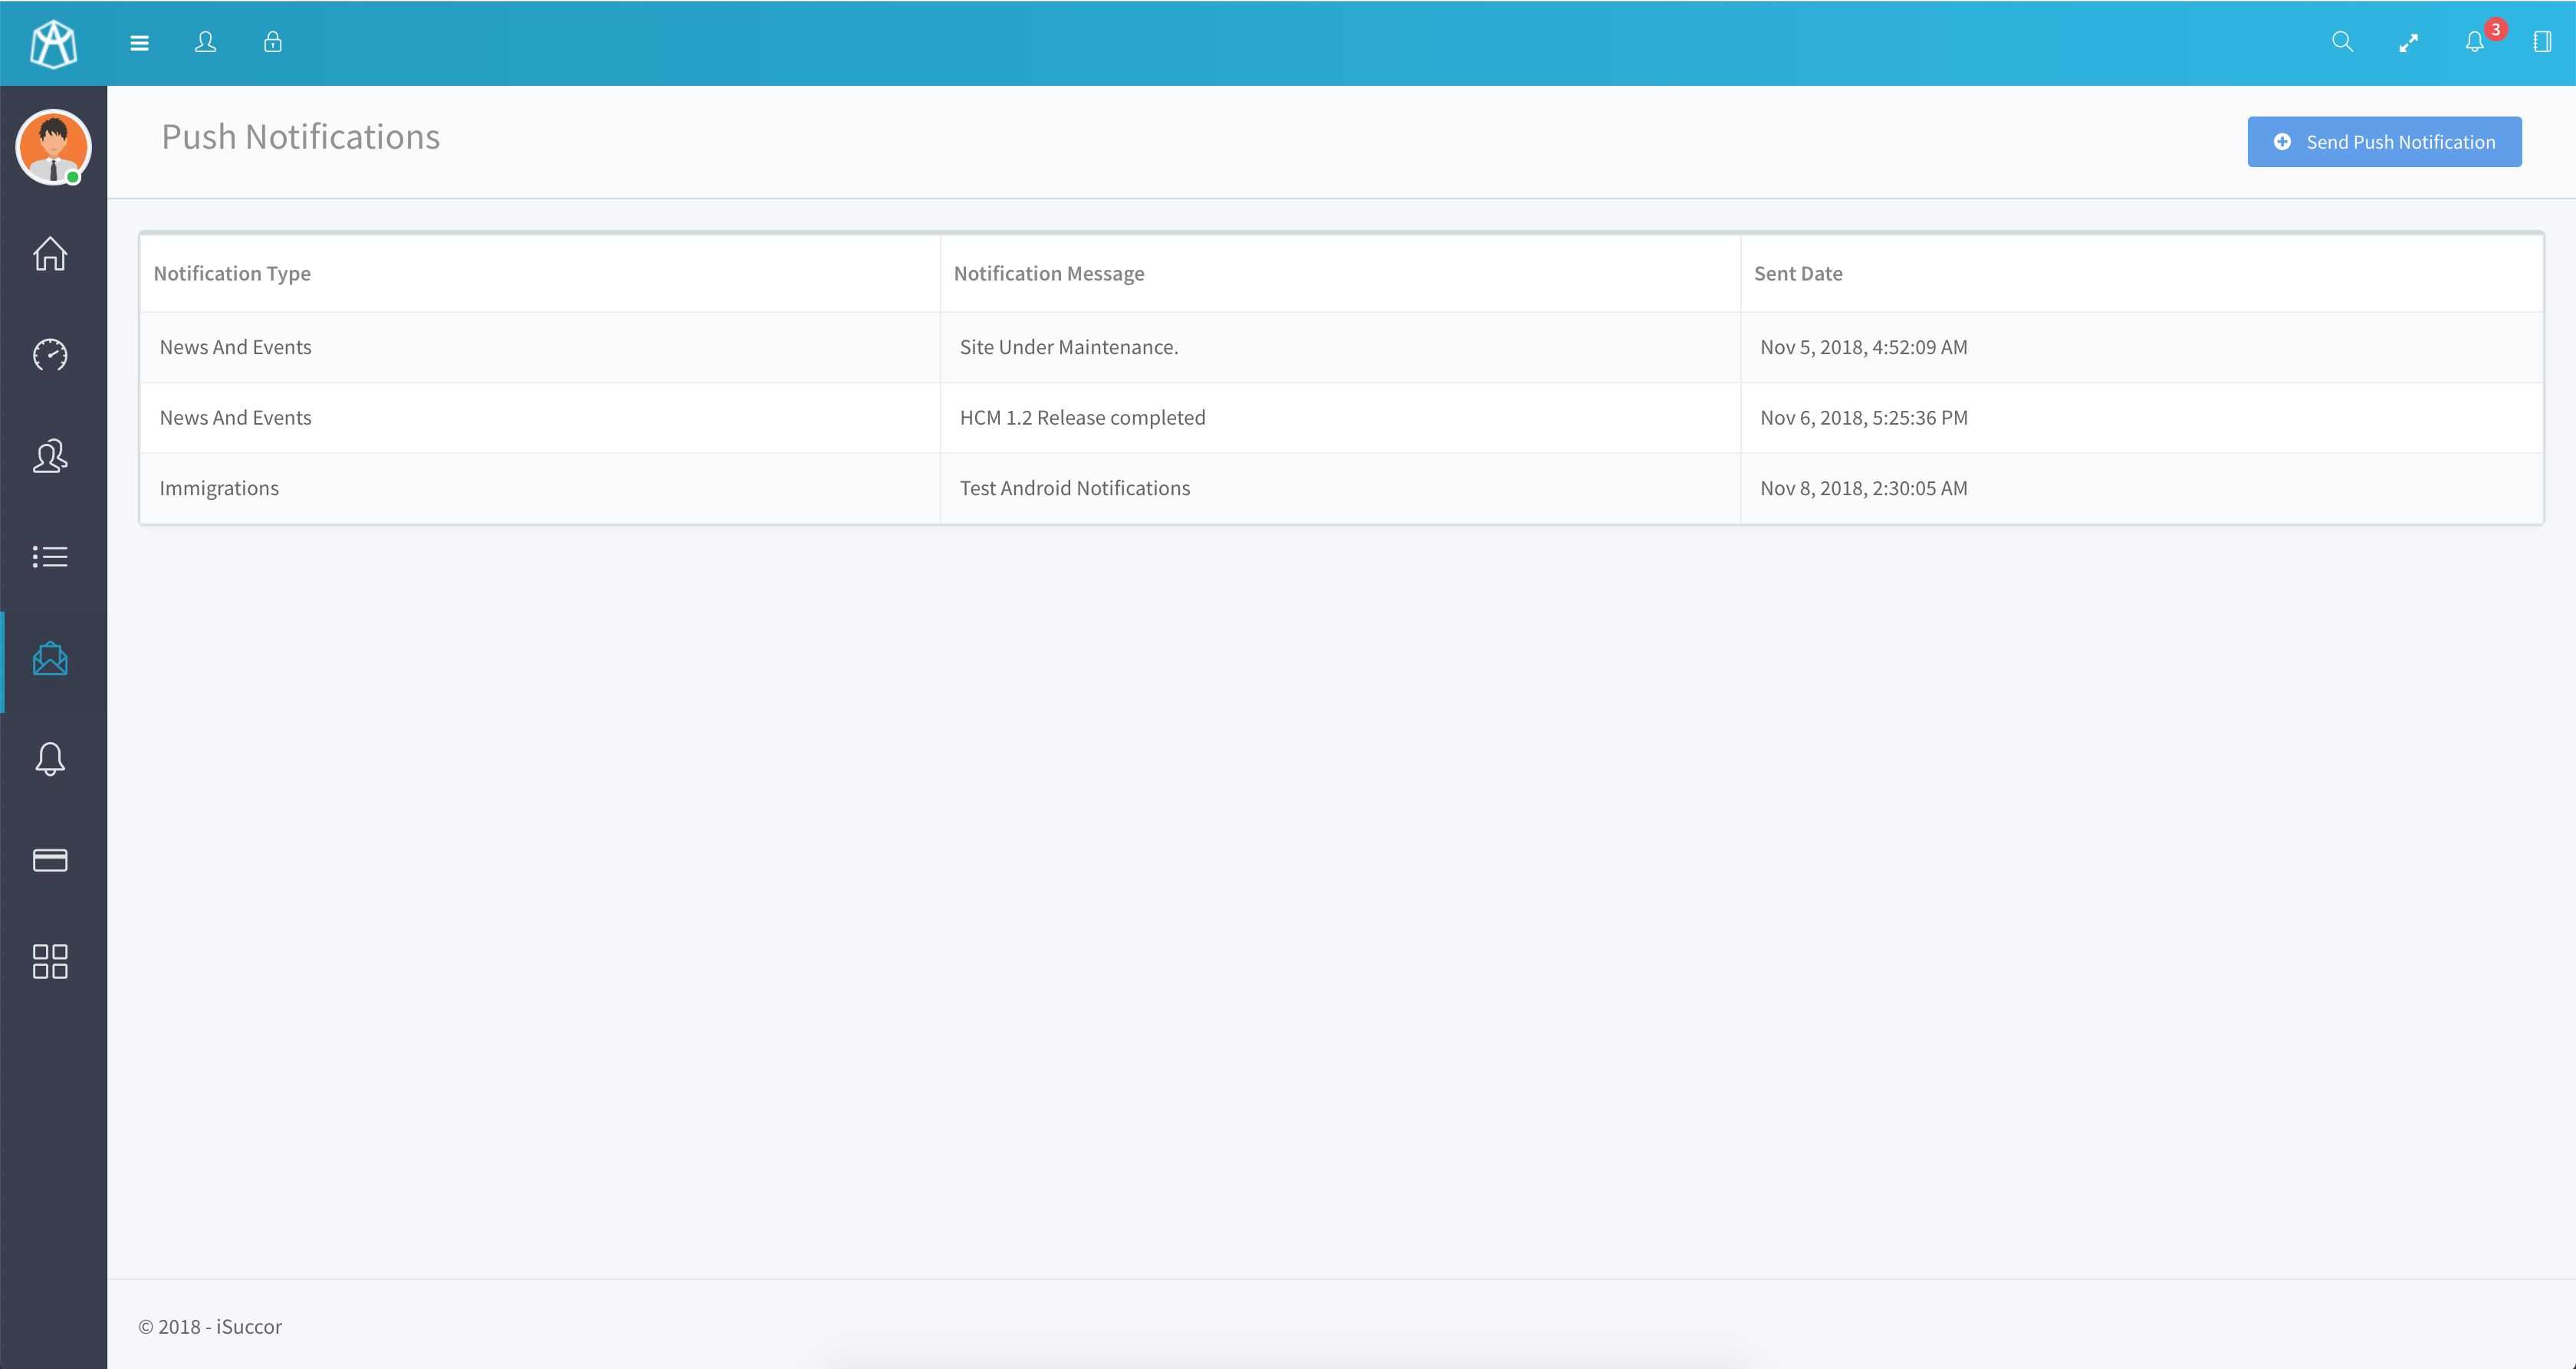 3
Push Notifications
Send Push Notification
Notification Type Notification Message Sent Date
News And Events Site Under Maintenance. Nov 5, 2018, 4:52:09 AM
News And Events HCM 1.2 Release completed Nov 6, 2018, 5:25:36 PM
Immigrations Test Android Notifications Nov 8, 2018, 2:30:05 AM
© 2018 - iSuccor